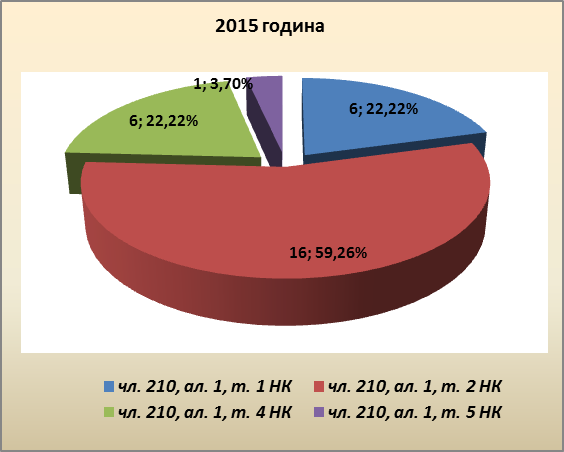 2015 година
1; 3,70%
6; 22,22%
6; 22,22%
16; 59,26%
чл. 210, ал. 1, т. 1 НК
чл. 210, ал. 1, т. 2 НК
чл. 210, ал. 1, т. 4 НК
чл. 210, ал. 1, т. 5 НК